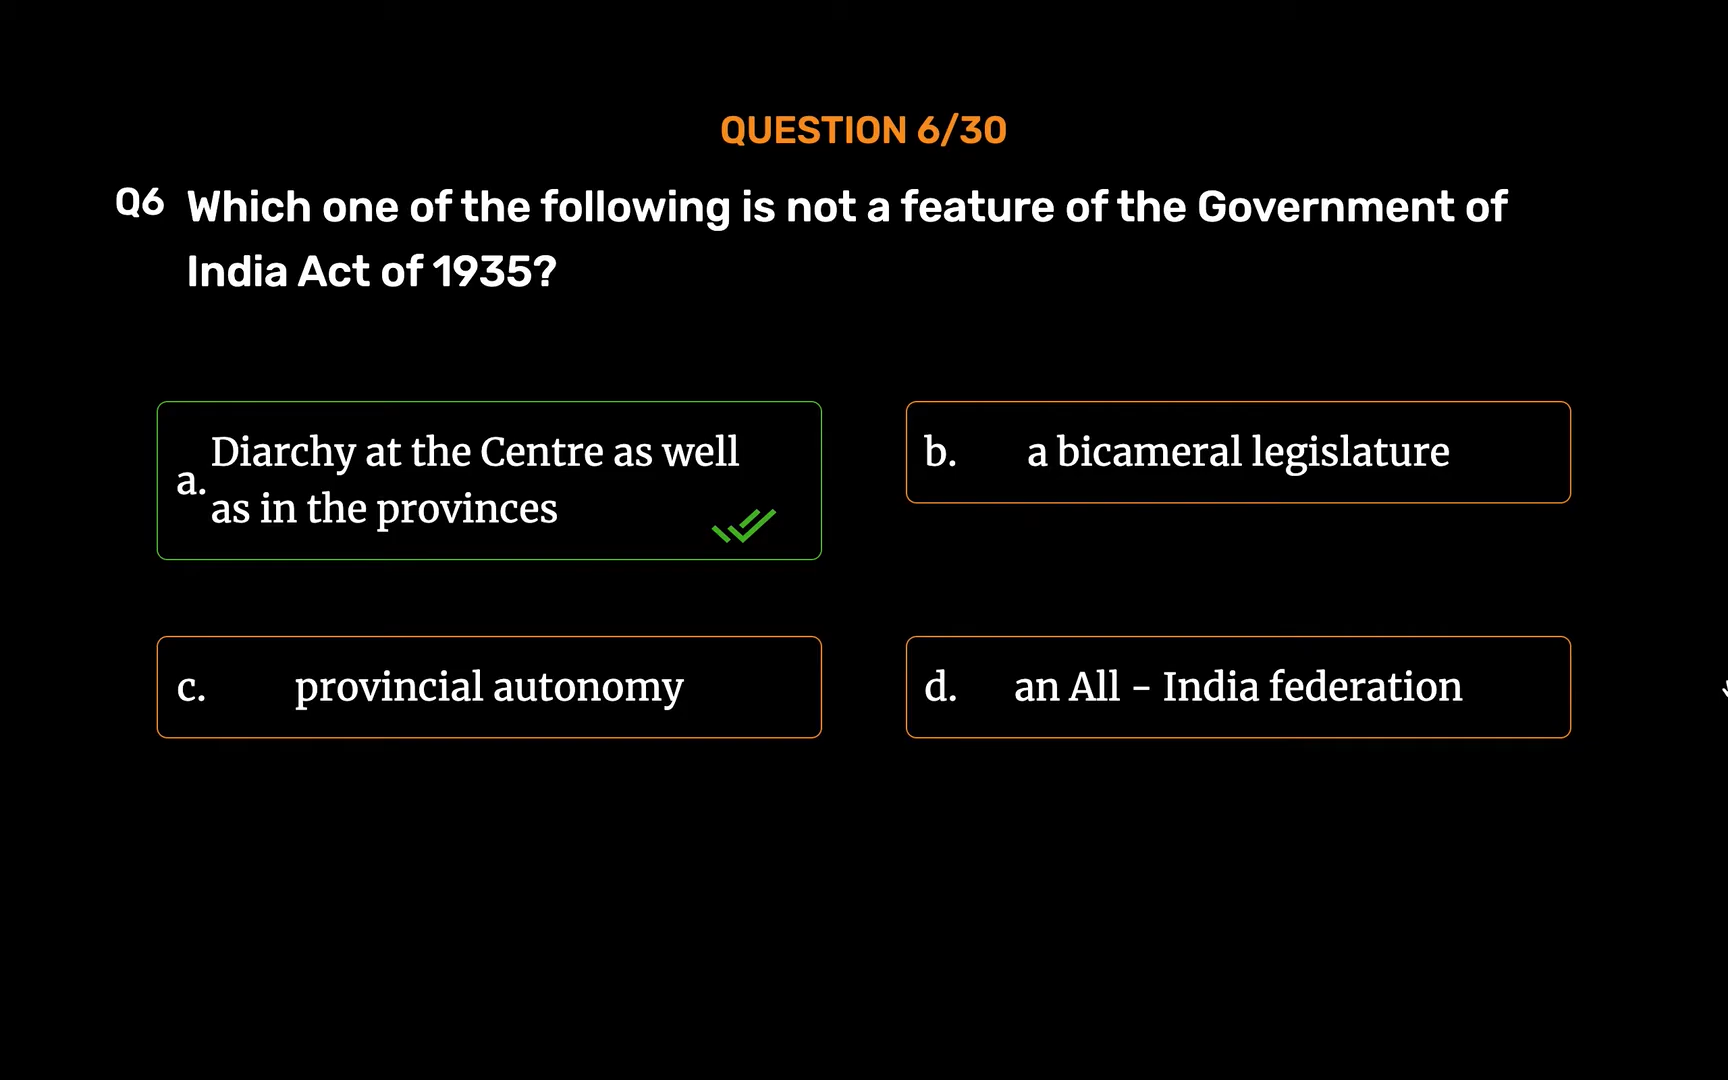 QUESTION 6/30
Q6 Which one of the following is not a feature of the Government of
India Act of 1935?
a. Diarchy at the Centre as well
as in the provinces
b. a bicameral legislature
c. provincial autonomy
d. an All - India federation